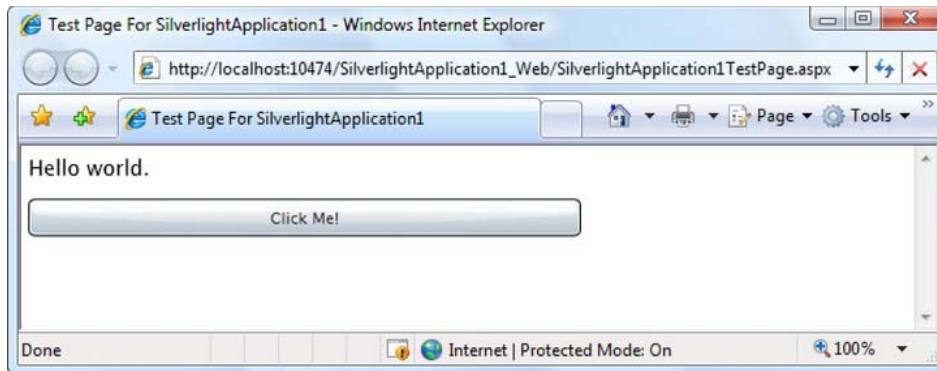 Test Page For SilverlightApplication1 - Windows Internet Explorer
http://localhost:10474/SilverlightApplication1_Web/SilverlightApplication1TestPage.aspx
Test Page For SilverlightApplication1
Page
Tools
Hello world.
Click Me!
Done
Internet | Protected Mode: On
100%